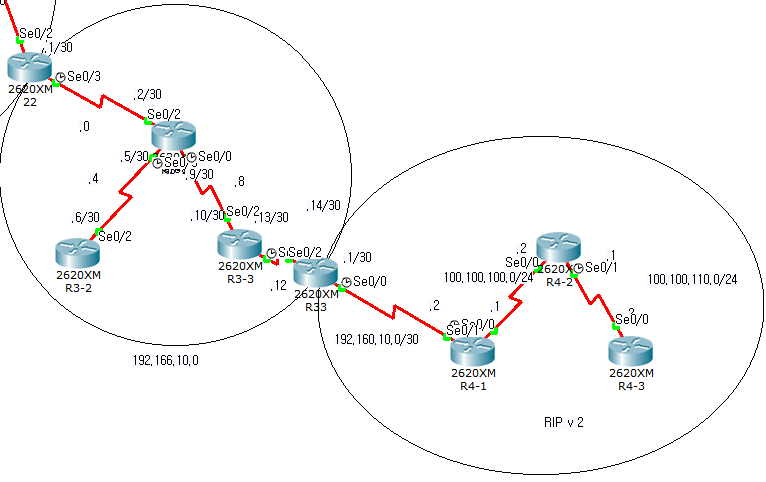 Se0/2
.1/30
Se0/3
2620XM
22
.2/30
Se0/2
.0
.5/30
Se0/0
.9/30
.4
.8
.6/30
Se0/2
2620XM
R3-2
.10/30
Se0/2
.13/30
.14/30
2620XM
R3-3
Se0/2
.12
.1/30
Se0/0
2620XM
R33
192,166,10,0
192,160,10,0/30
.2
Se0/1
2620XM
R4-1
.1
100,100,100,0/24
.2
Se0/0
2620XM
R4-2
.1
Se0/1
100,100,110,0/24
.2
Se0/0
2620XM
R4-3
RIP v 2